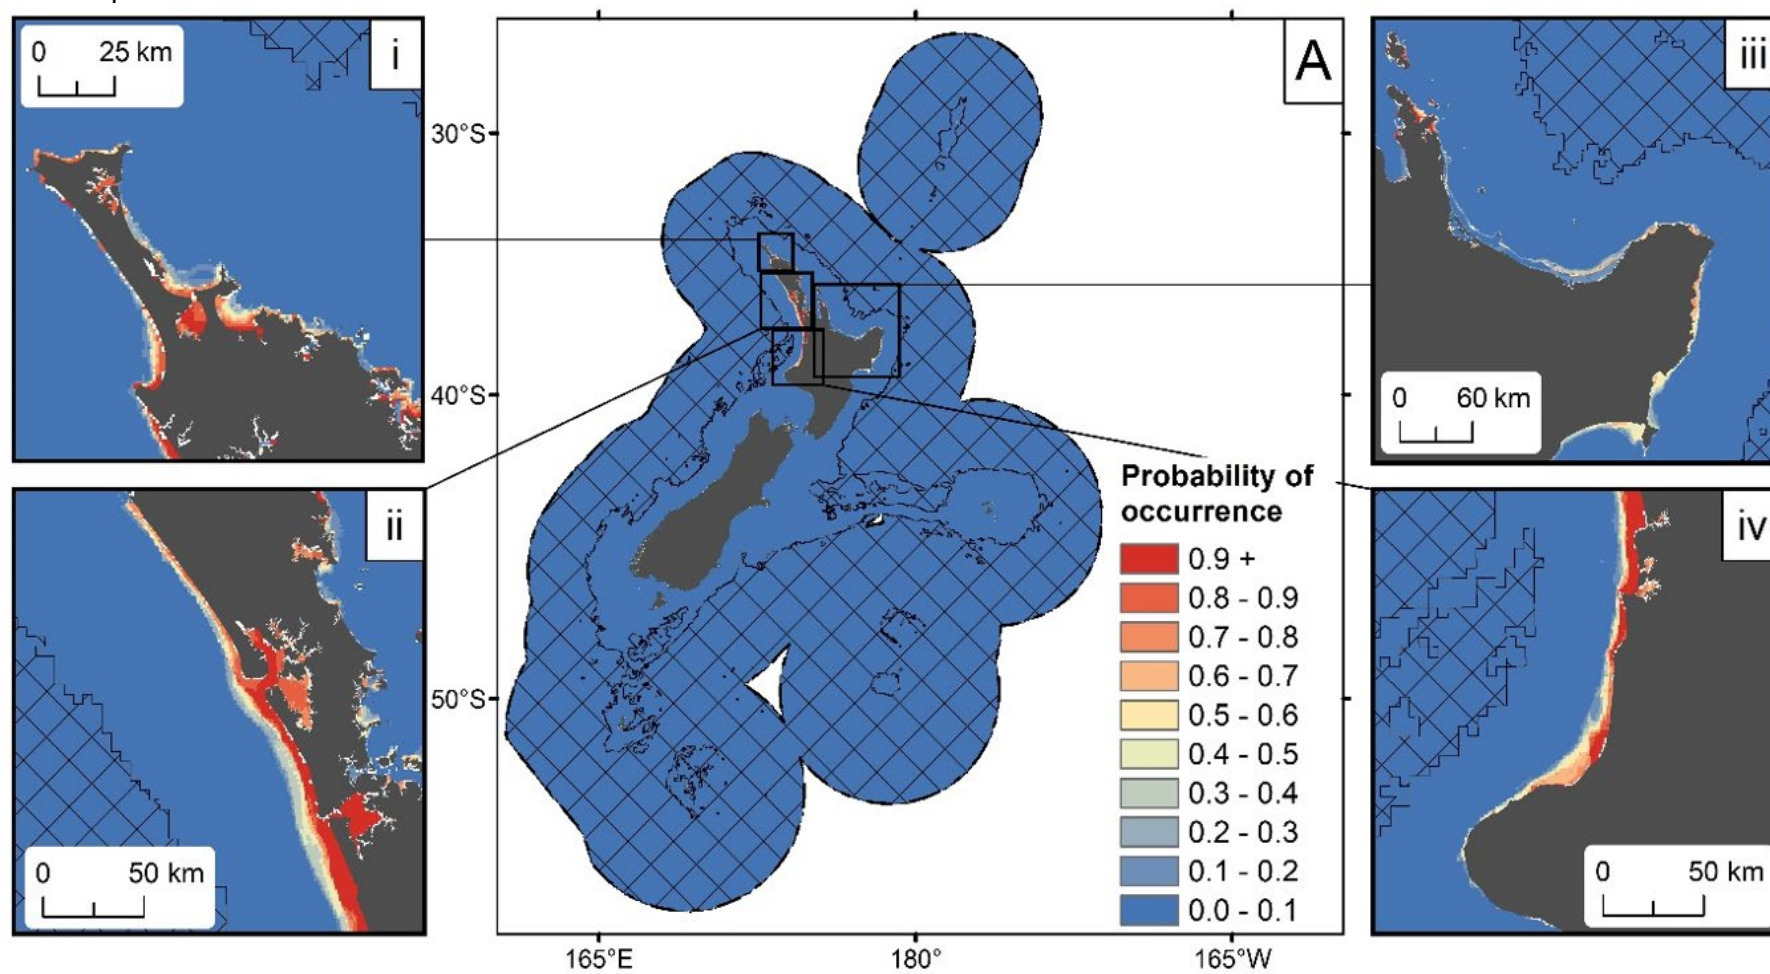 0 25 km
i
A
iii
30°S
40°S
50°S
0 60 km
ii
iv
Probability of
occurrence
0.9 +
0.8 - 0.9
0.7 - 0.8
0.6 - 0.7
0.5 - 0.6
0.4 - 0.5
0.3 - 0.4
0.2 - 0.3
0.1 - 0.2
0.0 - 0.1
0 50 km
0 50 km
165°E
180°
165°W